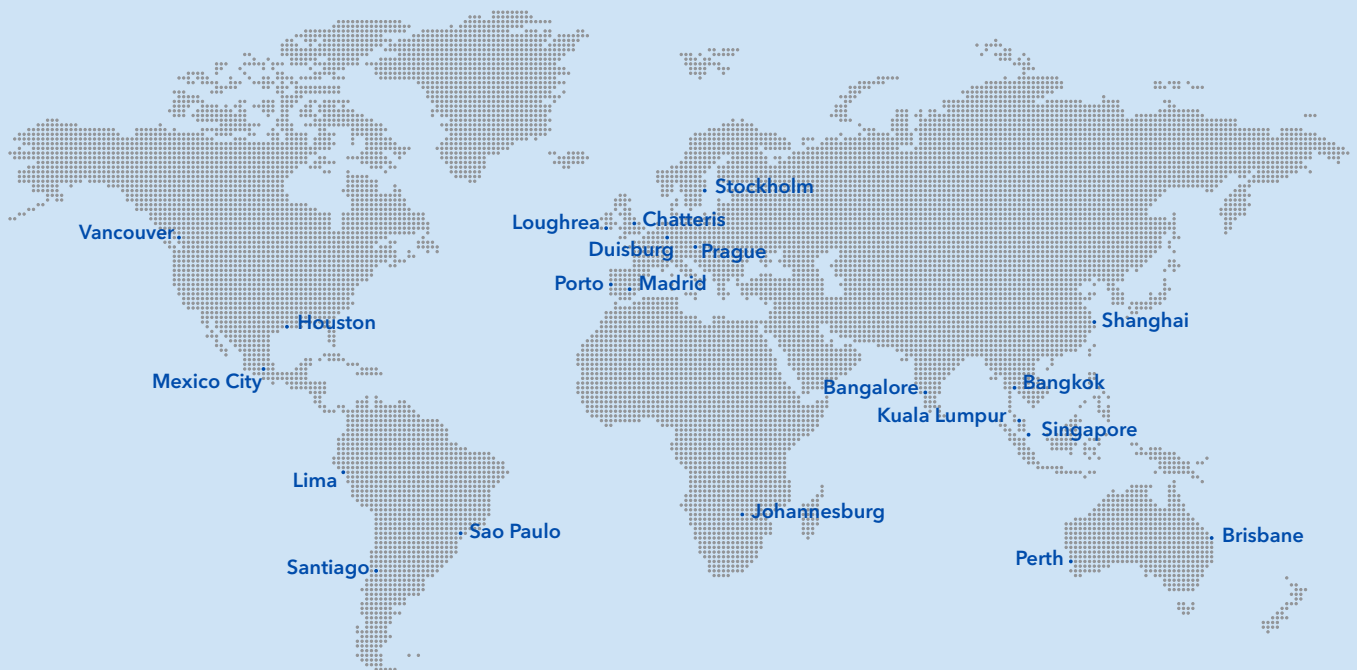 Stockholm
Loughrea
Chatteris
Vancouver
Duisburg
Prague
Porto
Madrid
Houston
Shanghai
Mexico City
Bangalore
Bangkok
Kuala Lumpur
Singapore
Lima
Johannesburg
Sao Paulo
Brisbane
Perth
Santiago